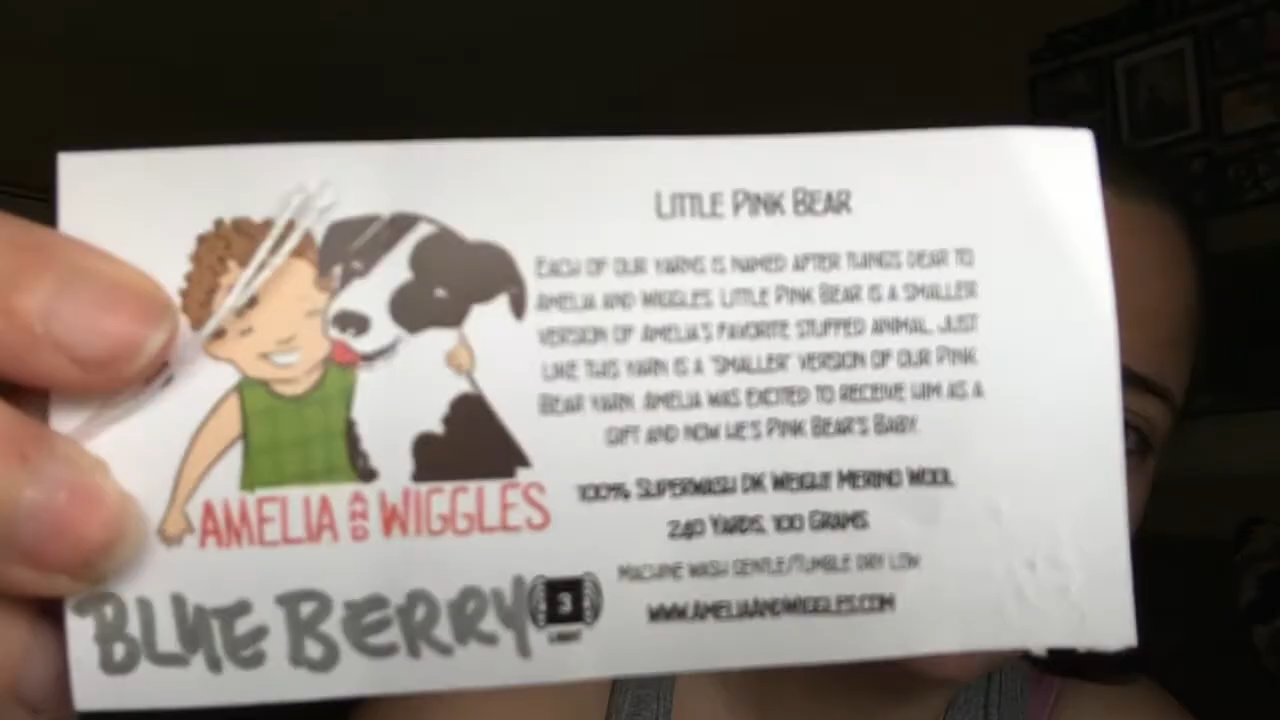 LITTLE PINK BEAR
EACH OF OUR YARNS IS NAMED AFTER THINGS DEAR TO
AMELIA AND WIGGLES. LITTLE PINK BEAR IS A SMALLER
VERSION OF AMELIA'S FAVORITE STUFFED ANIMAL. JUST
LIKE THIS YARN IS A "SMALLER" VERSION OF OUR PINK
BEAR YARN. AMELIA WAS EXCITED TO RECEIVE HIM AS A
GIFT AND NOW HE'S PINK BEAR'S BABY.
100% SUPERWASH DK WEIGHT MERINO WOOL
240 YARDS, 100 GRAMS
MACHINE WASH GENTLE/TUMBLE DRY LOW
WWW.AMELIAANDWIGGLES.COM
AMELIA AND WIGGLES
BLUEBERRY
3
LIGHT